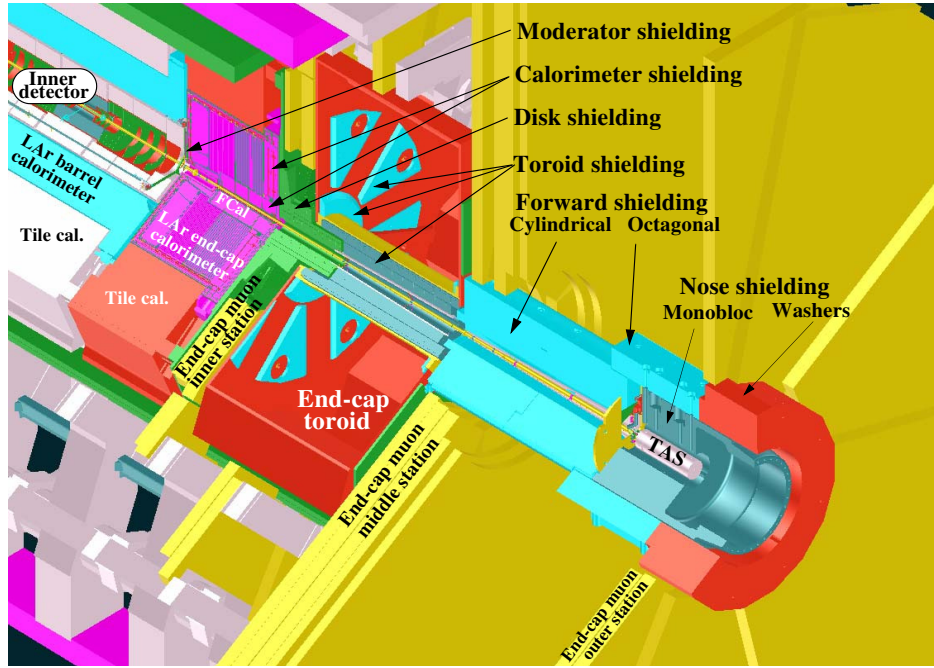 Moderator shielding
Calorimeter shielding
Disk shielding
Toroid shielding
Forward shielding
Cylindrical Octagonal
Nose shielding
Monobloc Washers
Inner
detector
LAr barrel
calorimeter
Tile cal.
FCal
LAr end-cap
calorimeter
Tile cal.
End-cap muon
inner station
End-cap
toroid
End-cap muon
middle station
TAS
End-cap muon
outer station